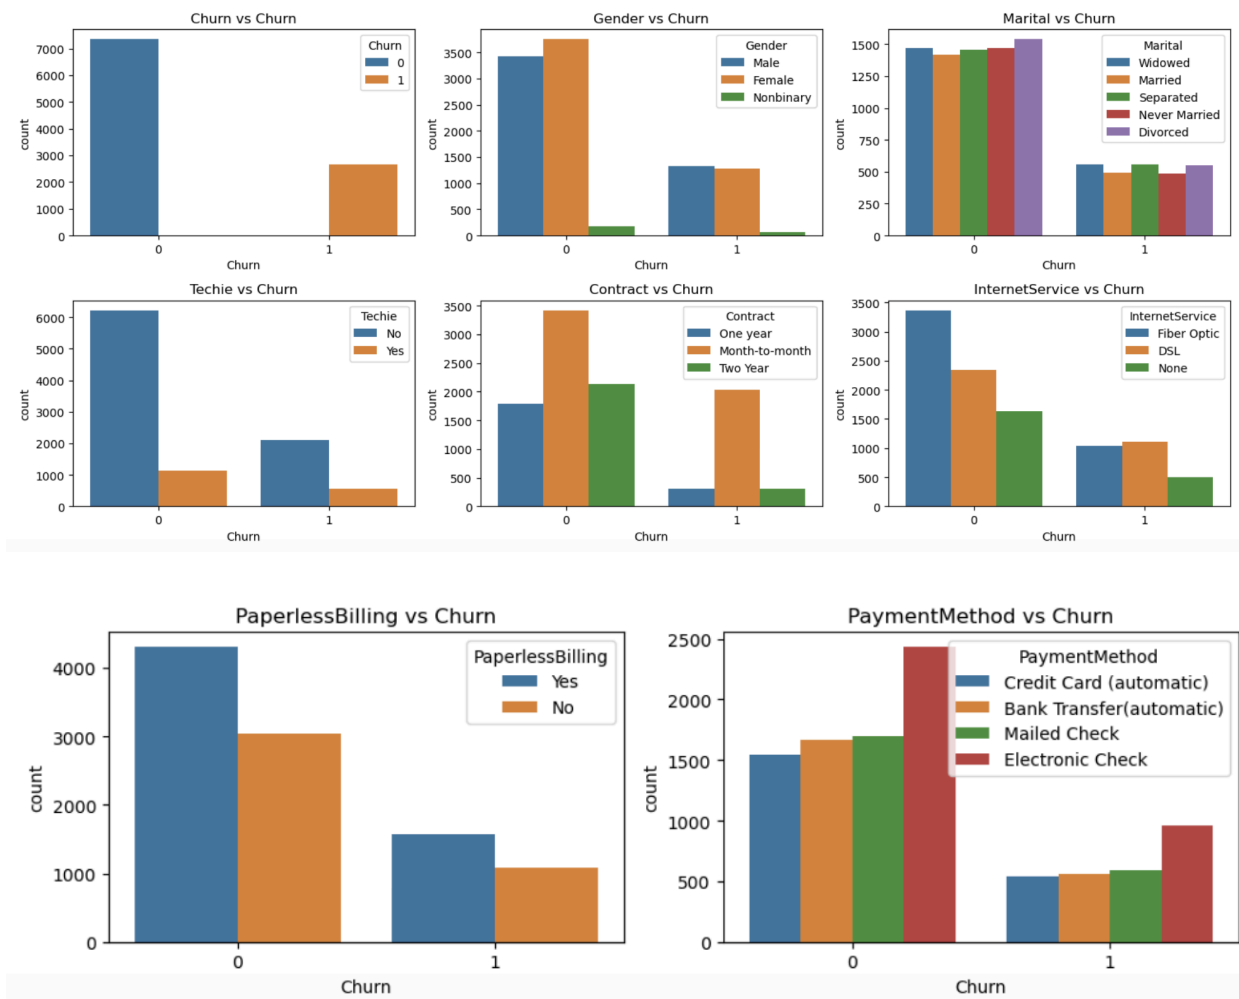 Churn vs Churn
7000
6000
5000
4000
3000
2000
1000
0
count
Churn
0
1
0
1
Churn
Gender vs Churn
3500
3000
2500
2000
1500
1000
500
0
count
Gender
Male
Female
Nonbinary
0
1
Churn
Marital vs Churn
1500
1250
1000
750
500
250
0
count
Marital
Widowed
Married
Separated
Never Married
Divorced
0
1
Churn
Techie vs Churn
6000
5000
4000
3000
2000
1000
0
count
Techie
No
Yes
0
1
Churn
Contract vs Churn
3500
3000
2500
2000
1500
1000
500
0
count
Contract
One year
Month-to-month
Two Year
0
1
Churn
InternetService vs Churn
3500
3000
2500
2000
1500
1000
500
0
count
InternetService
Fiber Optic
DSL
None
0
1
Churn
PaperlessBilling vs Churn
4000
3000
2000
1000
0
count
PaperlessBilling
Yes
No
0
1
Churn
PaymentMethod vs Churn
2500
2000
1500
1000
500
0
count
PaymentMethod
Credit Card (automatic)
Bank Transfer(automatic)
Mailed Check
Electronic Check
0
1
Churn